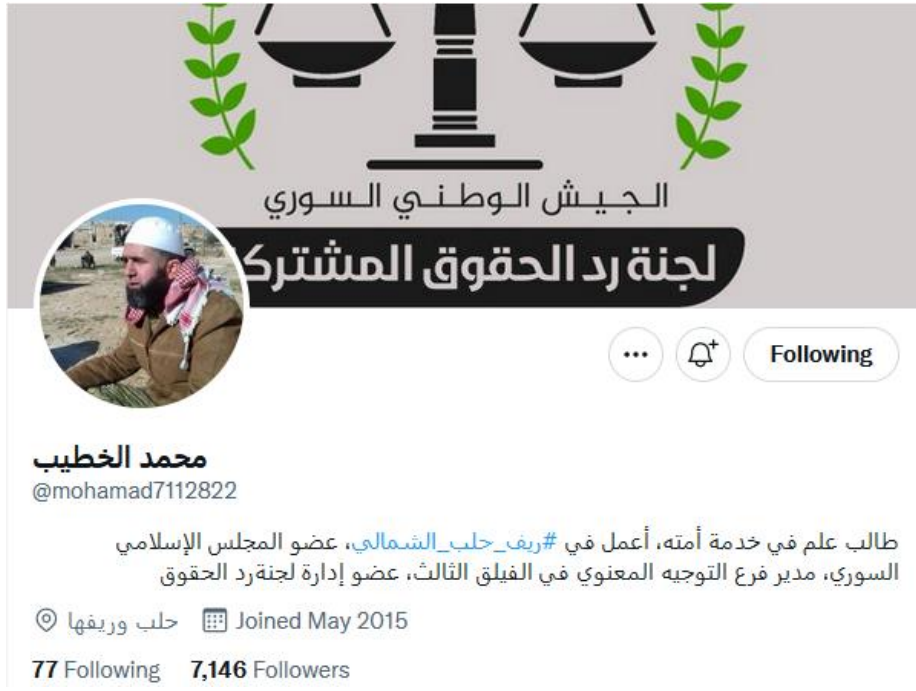 الجيش الوطني السوري
لجنة رد الحقوق المشترك
Following
محمد الخطيب
@mohamad7112822
طالب علم في خدمة أمته، أعمل في #ريف_حلب_الشمالي، عضو المجلس الإسلامي
السوري، مدير فرع التوجيه المعنوي في الفيلق الثالث، عضو إدارة لجنةرد الحقوق
حلب وريفها Joined May 2015
77 Following 7,146 Followers